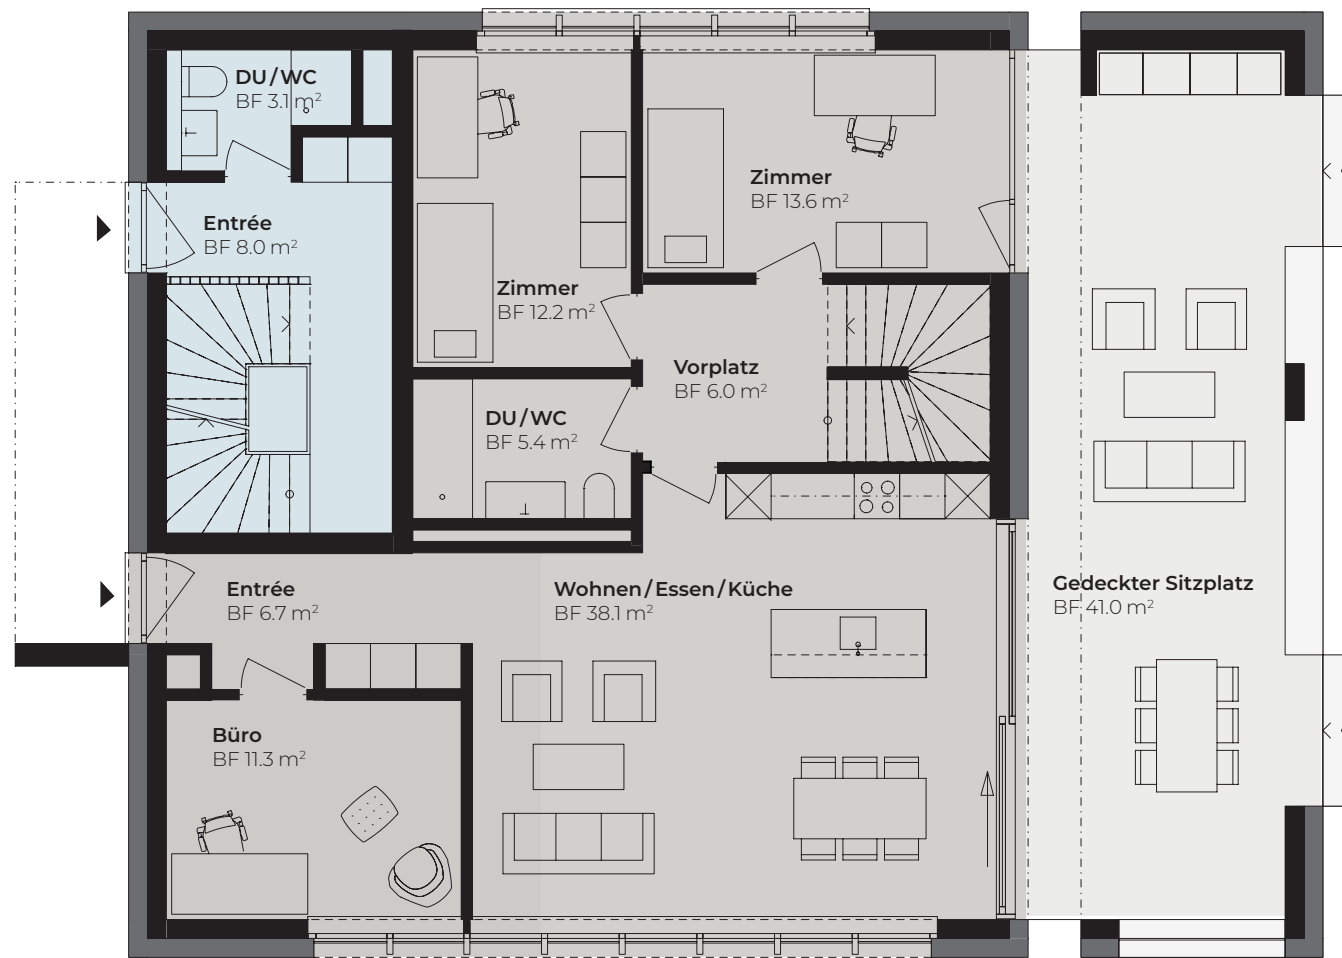 DU/WC
BF 3.1 m²
Zimmer
BF 13.6 m²
Entrée
BF 8.0 m²
Zimmer
BF 12.2 m²
Vorplatz
BF 6.0 m²
DU/WC
BF 5.4 m²
Entrée
BF 6.7 m²
Wohnen/Essen/Küche
BF 38.1 m²
Gedeckter Sitzplatz
BF 41.0 m²
Büro
BF 11.3 m²